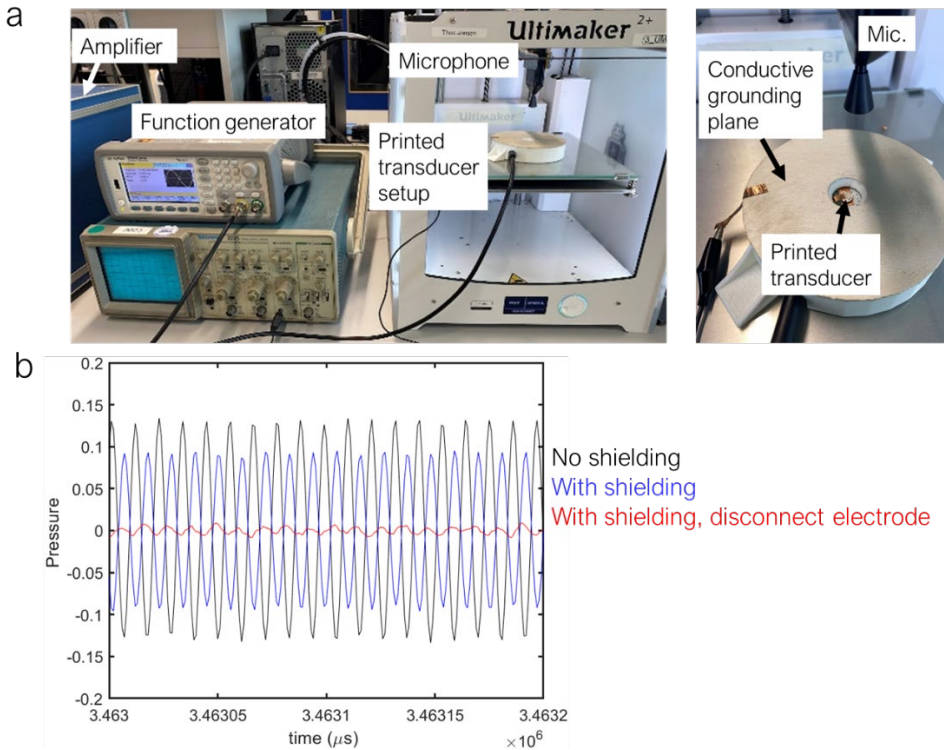 a
Amplifier
Function generator
Microphone
Printed
transducer
setup
Ultimaker 2+
Ultimaker
Mic.
Conductive
grounding
plane
Printed
transducer
b
0.2
0.15
0.1
0.05
0
-0.05
-0.1
-0.15
-0.2
Pressure
3.463
3.46305
3.4631
3.46315
3.4632
time (μs)
×10⁶
No shielding
With shielding
With shielding, disconnect electrode